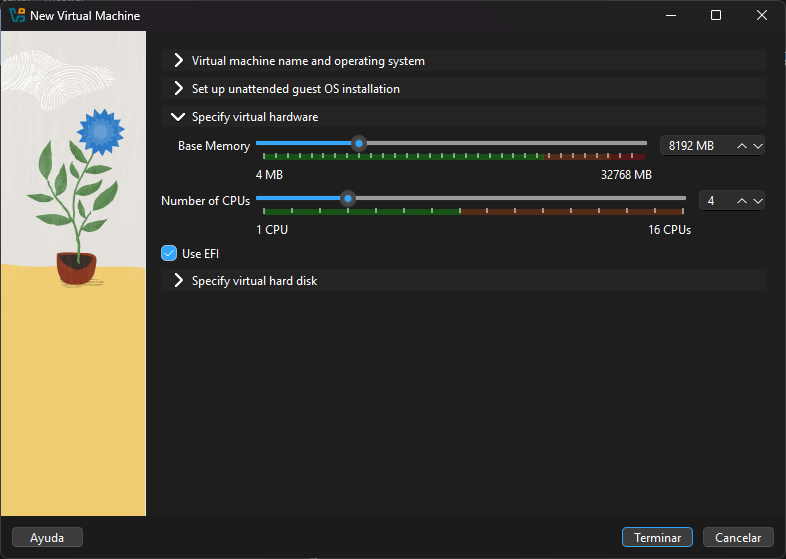 New Virtual Machine
Virtual machine name and operating system
Set up unattended guest OS installation
Specify virtual hardware
Base Memory 8192 MB
4 MB 32768 MB
Number of CPUs 4
1 CPU 16 CPUs
Use EFI
Specify virtual hard disk
Ayuda Terminar Cancelar